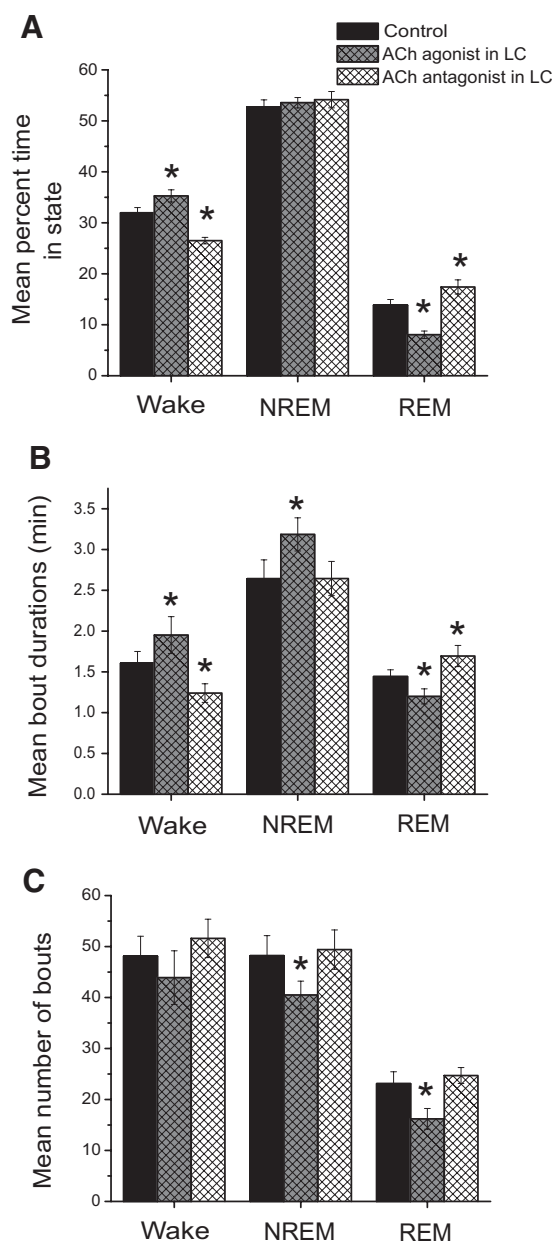 A
Control
ACh agonist in LC
ACh antagonist in LC
Mean percent time
in state
60
50
40
30
20
10
0
*
*
*
*
Wake
NREM
REM
B
Mean bout durations (min)
3.5
3.0
2.5
2.0
1.5
1.0
0.5
0.0
*
*
*
*
*
Wake
NREM
REM
C
Mean number of bouts
60
50
40
30
20
10
0
*
*
Wake
NREM
REM